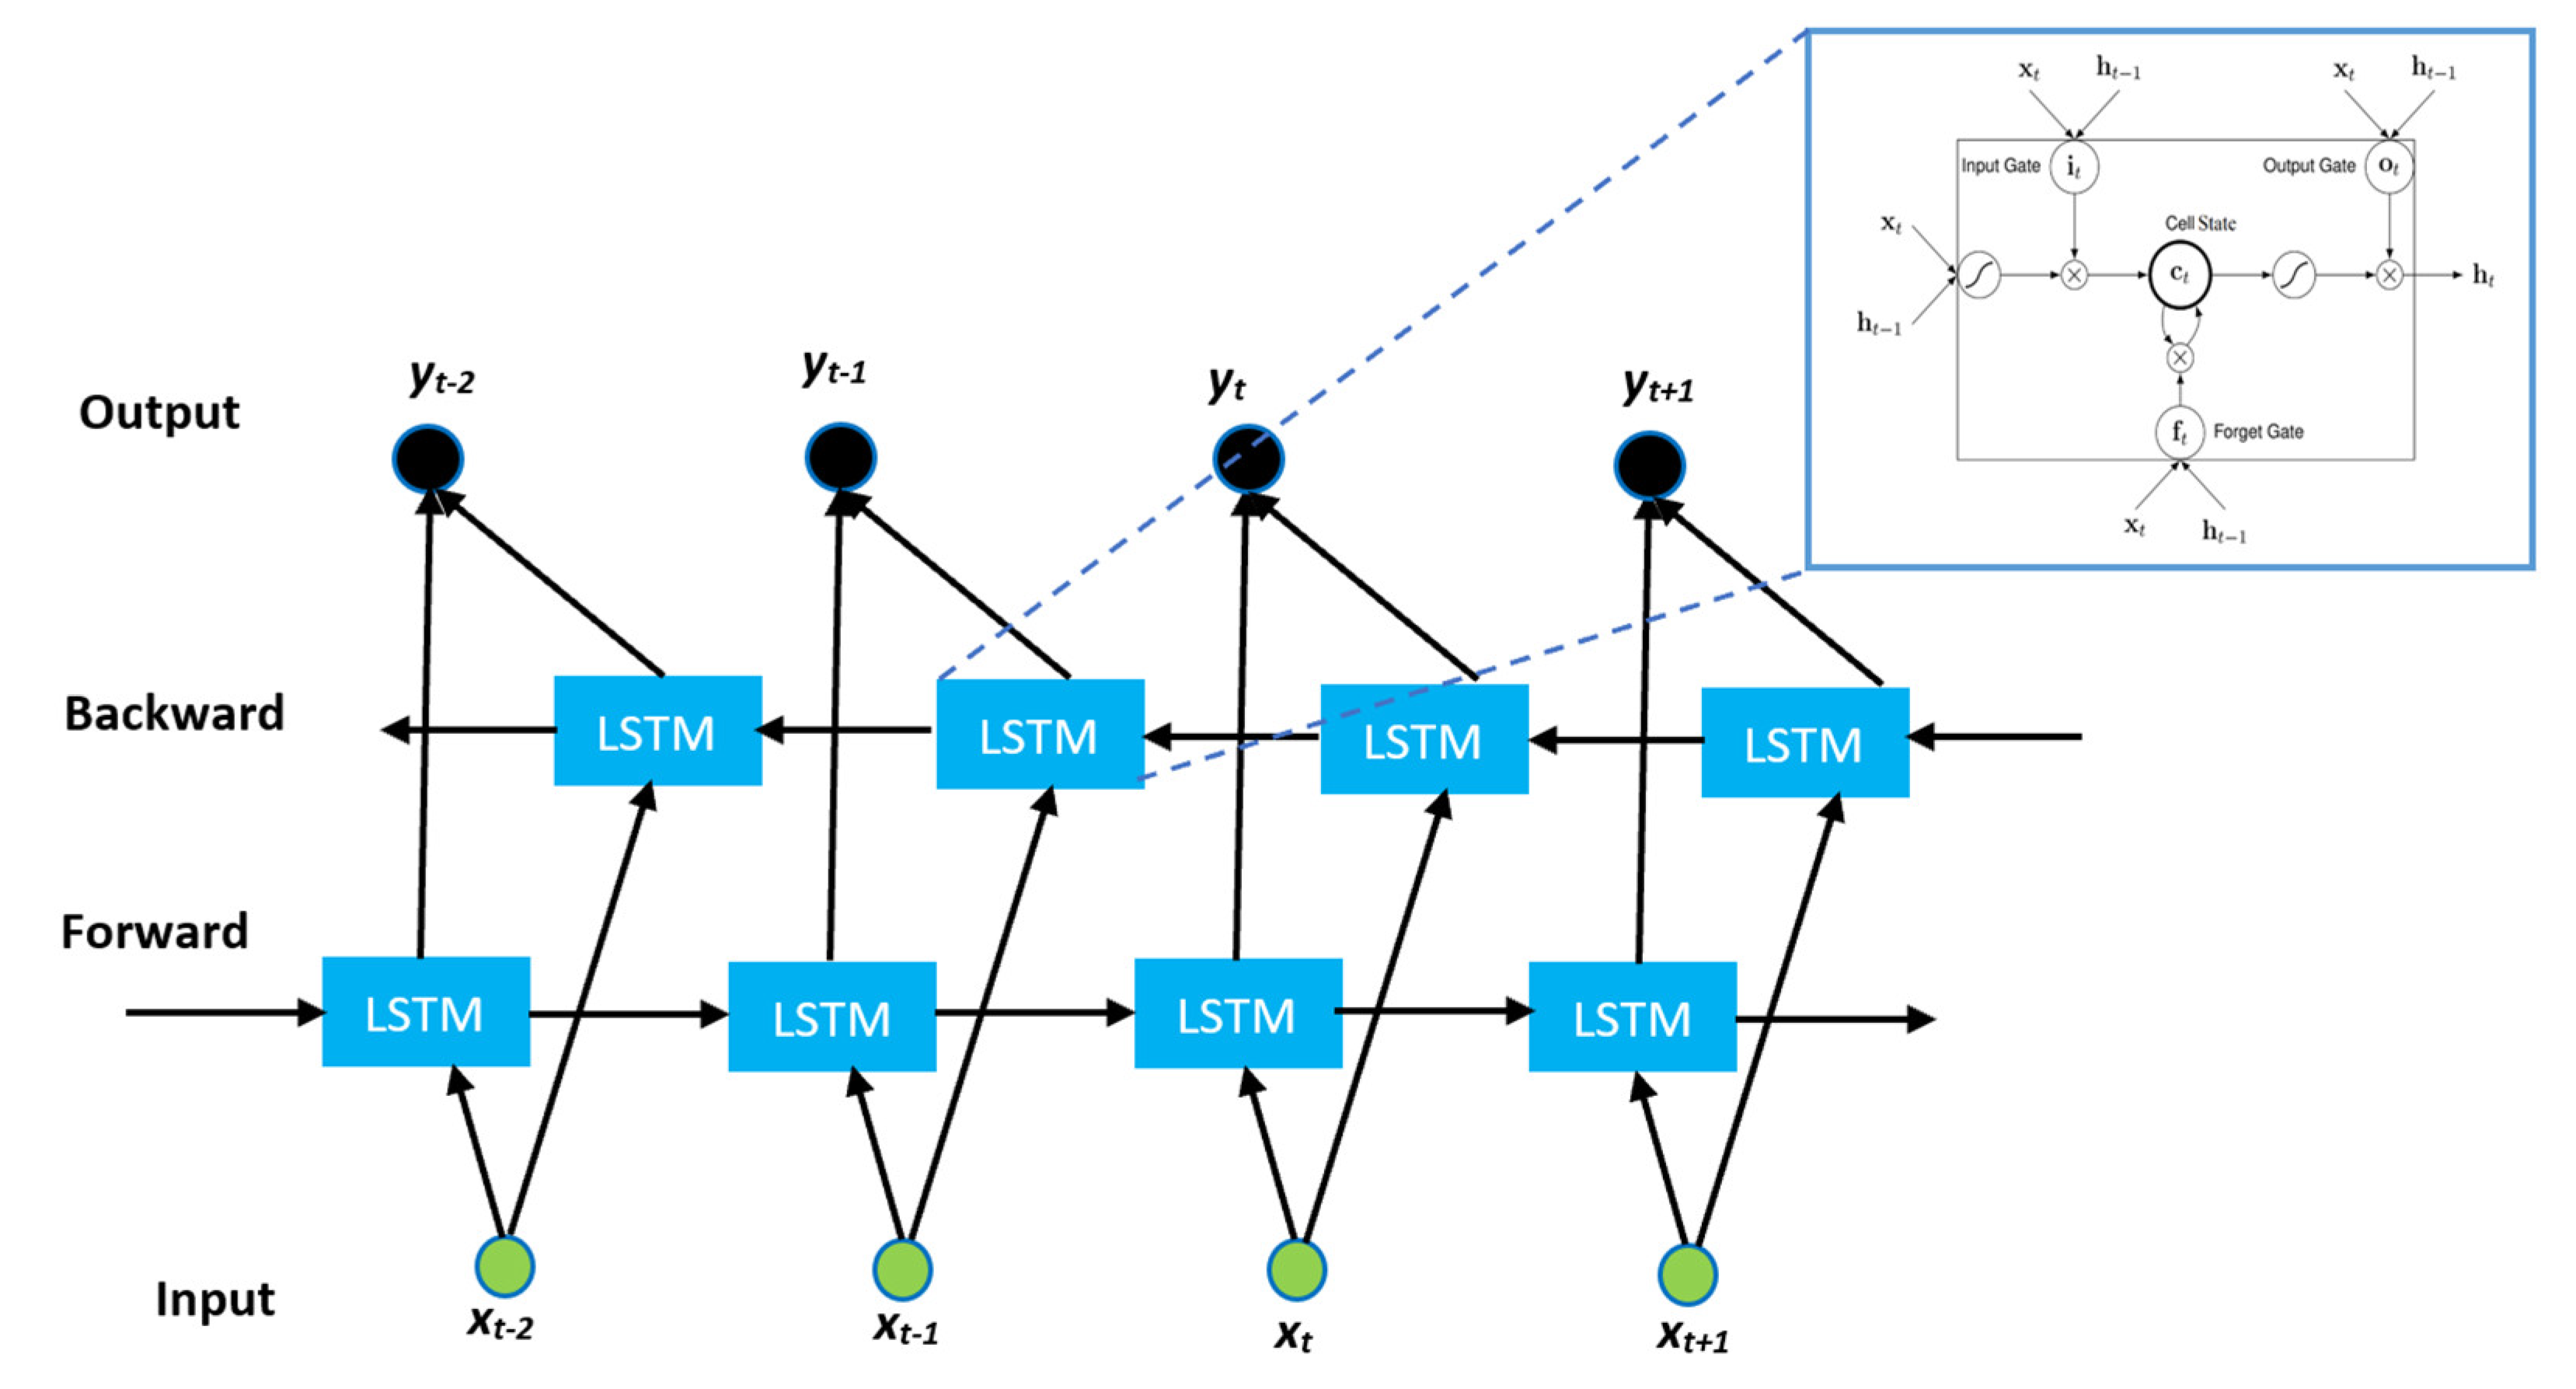 x_t h_{t−1} x_t h_{t−1}
Input Gate i_t Output Gate o_t
x_t Cell State
c_t h_t
h_{t−1}
f_t Forget Gate
x_t h_{t−1}
Output y_{t-2} y_{t-1} y_t y_{t+1}
Backward LSTM LSTM LSTM LSTM
Forward LSTM LSTM LSTM LSTM
Input x_{t-2} x_{t-1} x_t x_{t+1}